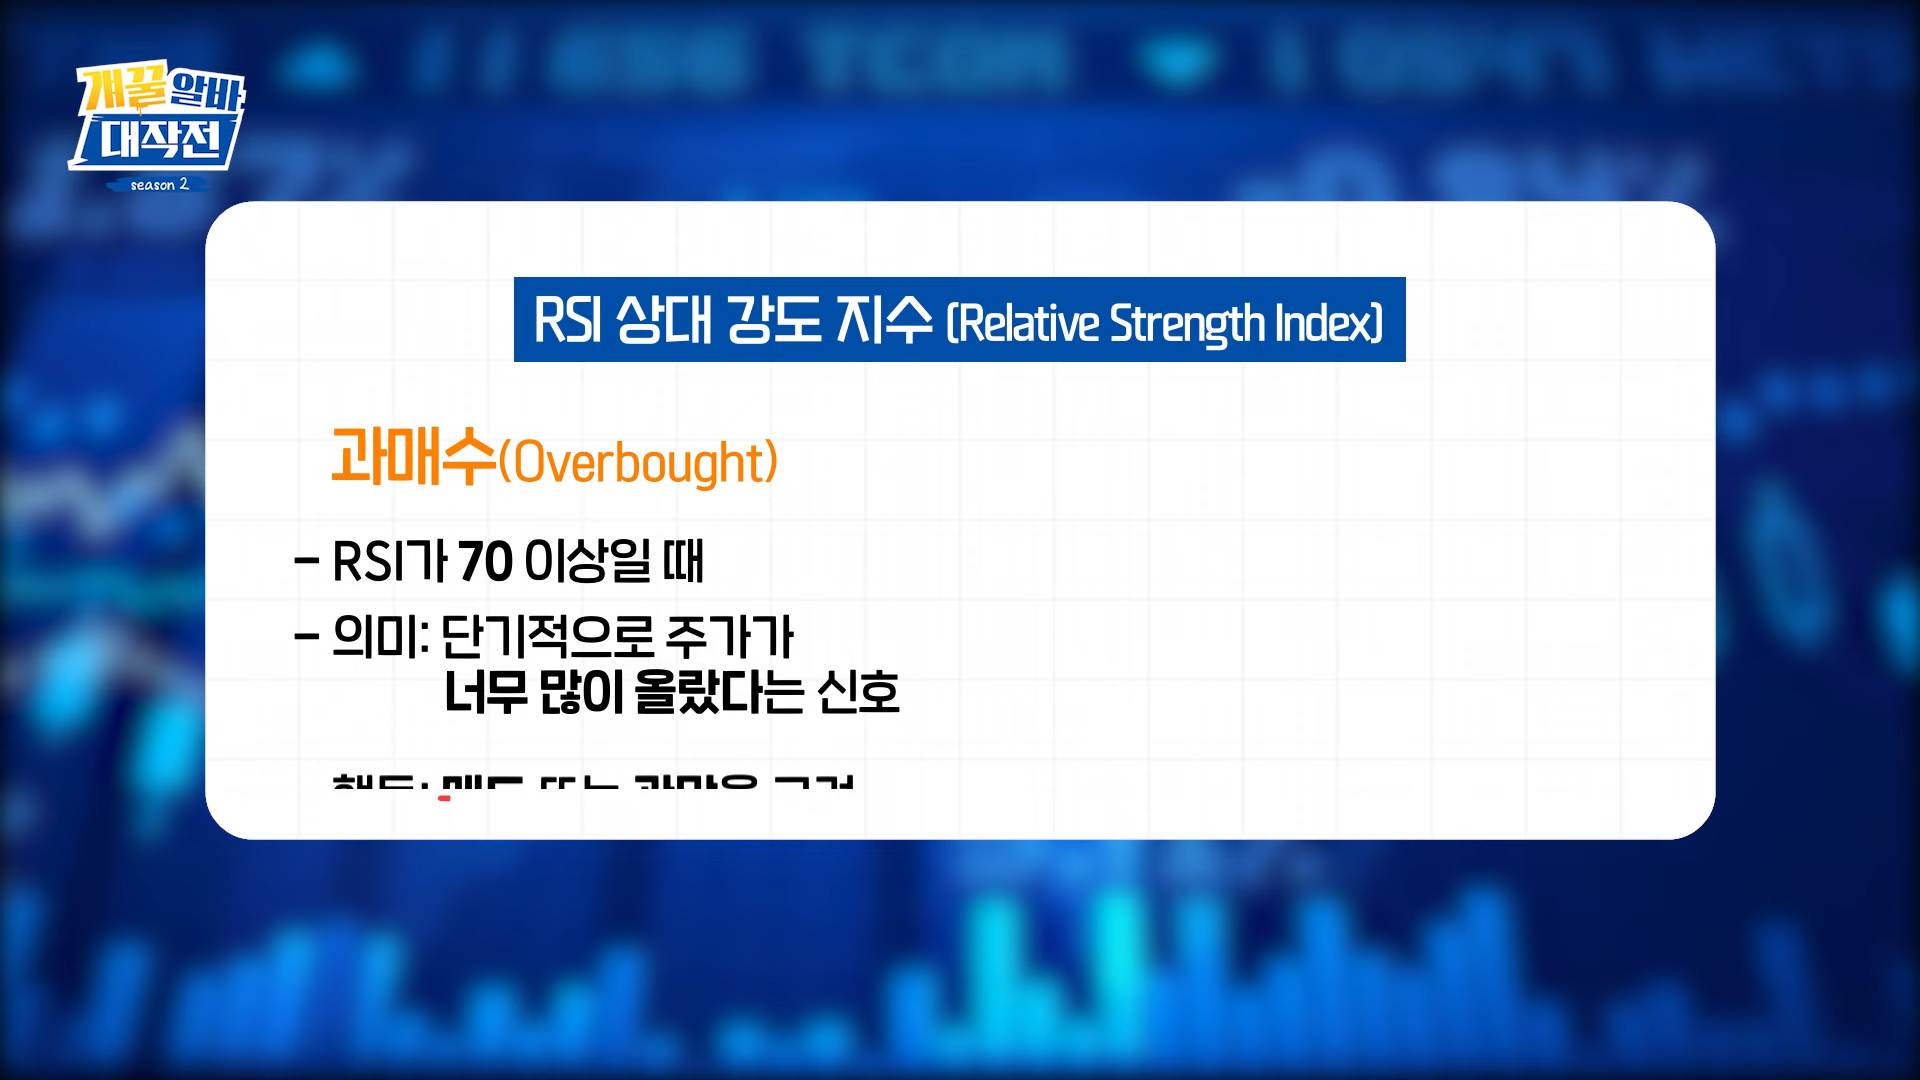 개꿀알바
대작전
season 2
RSI 상대 강도 지수 (Relative Strength Index)
과매수(Overbought)
- RSI가 70 이상일 때
- 의미: 단기적으로 주가가
너무 많이 올랐다는 신호